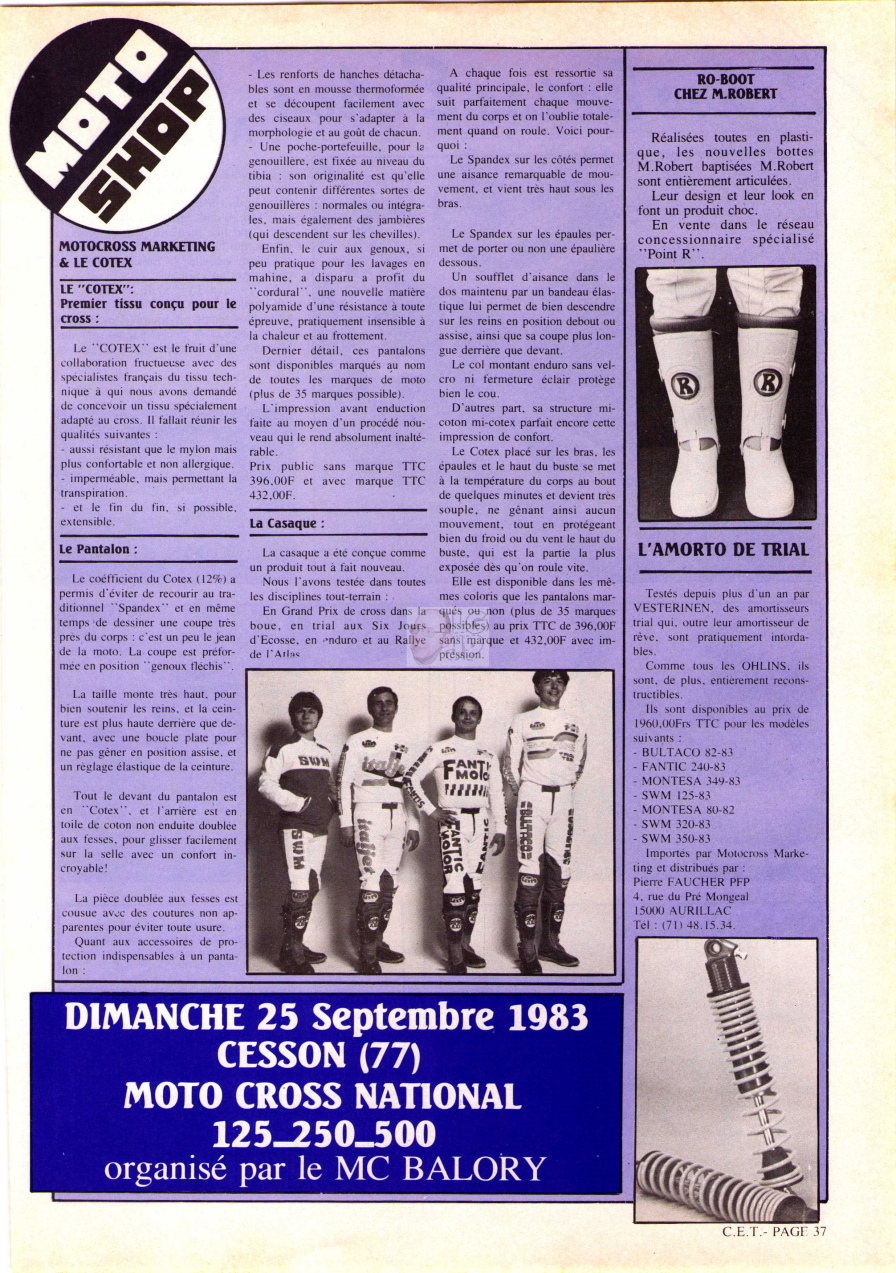 MOTO
SHOP
MOTOCROSS MARKETING
& LE COTEX
LE "COTEX":
Premier tissu conçu pour le
cross :
Le ``COTEX´´ est le fruit d'une
collaboration fructueuse avec des
spécialistes français du tissu tech-
nique à qui nous avons demandé
de concevoir un tissu spécialement
adapté au cross. Il fallait réunir les
qualités suivantes :
- aussi résistant que le mylon mais
plus confortable et non allergique.
- imperméable, mais permettant la
transpiration.
- et le fin du fin, si possible,
extensible.
Le Pantalon :
Le coéfficient du Cotex (12%) a
permis d'éviter de recourir au tra-
ditionnel ``Spandex´´ et en même
temps de dessiner une coupe très
près du corps : c'est un peu le jean
de la moto. La coupe est préfor-
mée en position ``genoux fléchis´´.
La taille monte très haut, pour
bien soutenir les reins, et la cein-
ture est plus haute derrière que de-
vant, avec une boucle plate pour
ne pas gêner en position assise, et
un règlage élastique de la ceinture.
Tout le devant du pantalon est
en ``Cotex´´, et l'arrière est en
toile de coton non enduite doublée
aux fesses, pour glisser facilement
sur la selle avec un confort in-
croyable!
La pièce doublée aux fesses est
cousue avec des coutures non ap-
parentes pour éviter toute usure.
Quant aux accessoires de pro-
tection indispensables à un panta-
lon :
- Les renforts de hanches détacha-
bles sont en mousse thermoformée
et se découpent facilement avec
des ciseaux pour s'adapter à la
morphologie et au goût de chacun.
- Une poche-portefeuille, pour la
genouillère, est fixée au niveau du
tibia : son originalité est qu'elle
peut contenir différentes sortes de
genouillères : normales ou intégra-
les, mais également des jambières
(qui descendent sur les chevilles).
Enfin, le cuir aux genoux, si
peu pratique pour les lavages en
mahine, a disparu a profit du
``cordural´´, une nouvelle matière
polyamide d'une résistance à toute
épreuve, pratiquement insensible à
la chaleur et au frottement.
Dernier détail, ces pantalons
sont disponibles marqués au nom
de toutes les marques de moto
(plus de 35 marques possible).
L'impression avant enduction
faite au moyen d'un procédé nou-
veau qui le rend absolument inalté-
rable.
Prix public sans marque TTC
396,00F et avec marque TTC
432,00F.
La Casaque :
La casaque a été conçue comme
un produit tout à fait nouveau.
Nous l'avons testée dans toutes
les disciplines tout-terrain :
En Grand Prix de cross dans la
boue, en trial aux Six Jours
d'Ecosse, en enduro et au Rallye
de l'Atlas
A chaque fois est ressortie sa
qualité principale, le confort : elle
suit parfaitement chaque mouve-
ment du corps et on l'oublie totale-
ment quand on roule. Voici pour-
quoi :
Le Spandex sur les côtés permet
une aisance remarquable de mou-
vement, et vient très haut sous les
bras.
Le Spandex sur les épaules per-
met de porter ou non une épaulière
dessous.
Un soufflet d'aisance dans le
dos maintenu par un bandeau élas-
tique lui permet de bien descendre
sur les reins en position debout ou
assise, ainsi que sa coupe plus lon-
gue derrière que devant.
Le col montant enduro sans vel-
cro ni fermeture éclair protège
bien le cou.
D'autres part, sa structure mi-
coton mi-cotex parfait encore cette
impression de confort.
Le Cotex placé sur les bras, les
épaules et le haut du buste se met
à la température du corps au bout
de quelques minutes et devient très
souple, ne gênant ainsi aucun
mouvement, tout en protégeant
bien du froid ou du vent le haut du
buste, qui est la partie la plus
exposée dès qu'on roule vite.
Elle est disponible dans les mê-
mes coloris que les pantalons mar-
qués ou non (plus de 35 marques
possibles) au prix TTC de 396,00F
sans marque et 432,00F avec im-
pression.
SWM
SWM
italjet
italjet
FANTIC
FANTIC
MOTOR
FANTIC
MOTOR
FANTIC
BULTACO
BULTACO
RO-BOOT
CHEZ M.ROBERT
Réalisées toutes en plasti-
que, les nouvelles bottes
M.Robert baptisées M.Robert
sont entièrement articulées.
Leur design et leur look en
font un produit choc.
En vente dans le réseau
concessionnaire spécialisé
``Point R´´.
R
R
L'AMORTO DE TRIAL
Testés depuis plus d'un an par
VESTERINEN, des amortisseurs
trial qui, outre leur amortisseur de
rêve, sont pratiquement intorda-
bles.
Comme tous les OHLINS, ils
sont, de plus, entièrement recons-
tructibles.
Ils sont disponibles au prix de
1960,00Frs TTC pour les modèles
suivants :
- BULTACO 82-83
- FANTIC 240-83
- MONTESA 349-83
- SWM 125-83
- MONTESA 80-82
- SWM 320-83
- SWM 350-83
Importés par Motocross Marke-
ting et distribués par :
Pierre FAUCHER PFP
4, rue du Pré Mongeal
15000 AURILLAC
Tél : (71) 48.15.34.
DIMANCHE 25 Septembre 1983
CESSON (77)
MOTO CROSS NATIONAL
125_250_500
organisé par le MC BALORY
C.E.T.- PAGE 37